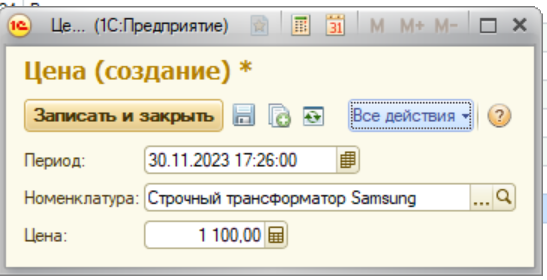 Це... (1С:Предприятие) 31 M M+ M-
Цена (создание) *
Записать и закрыть Все действия ?
Период: 30.11.2023 17:26:00
Номенклатура: Строчный трансформатор Samsung ...
Цена: 1 100,00